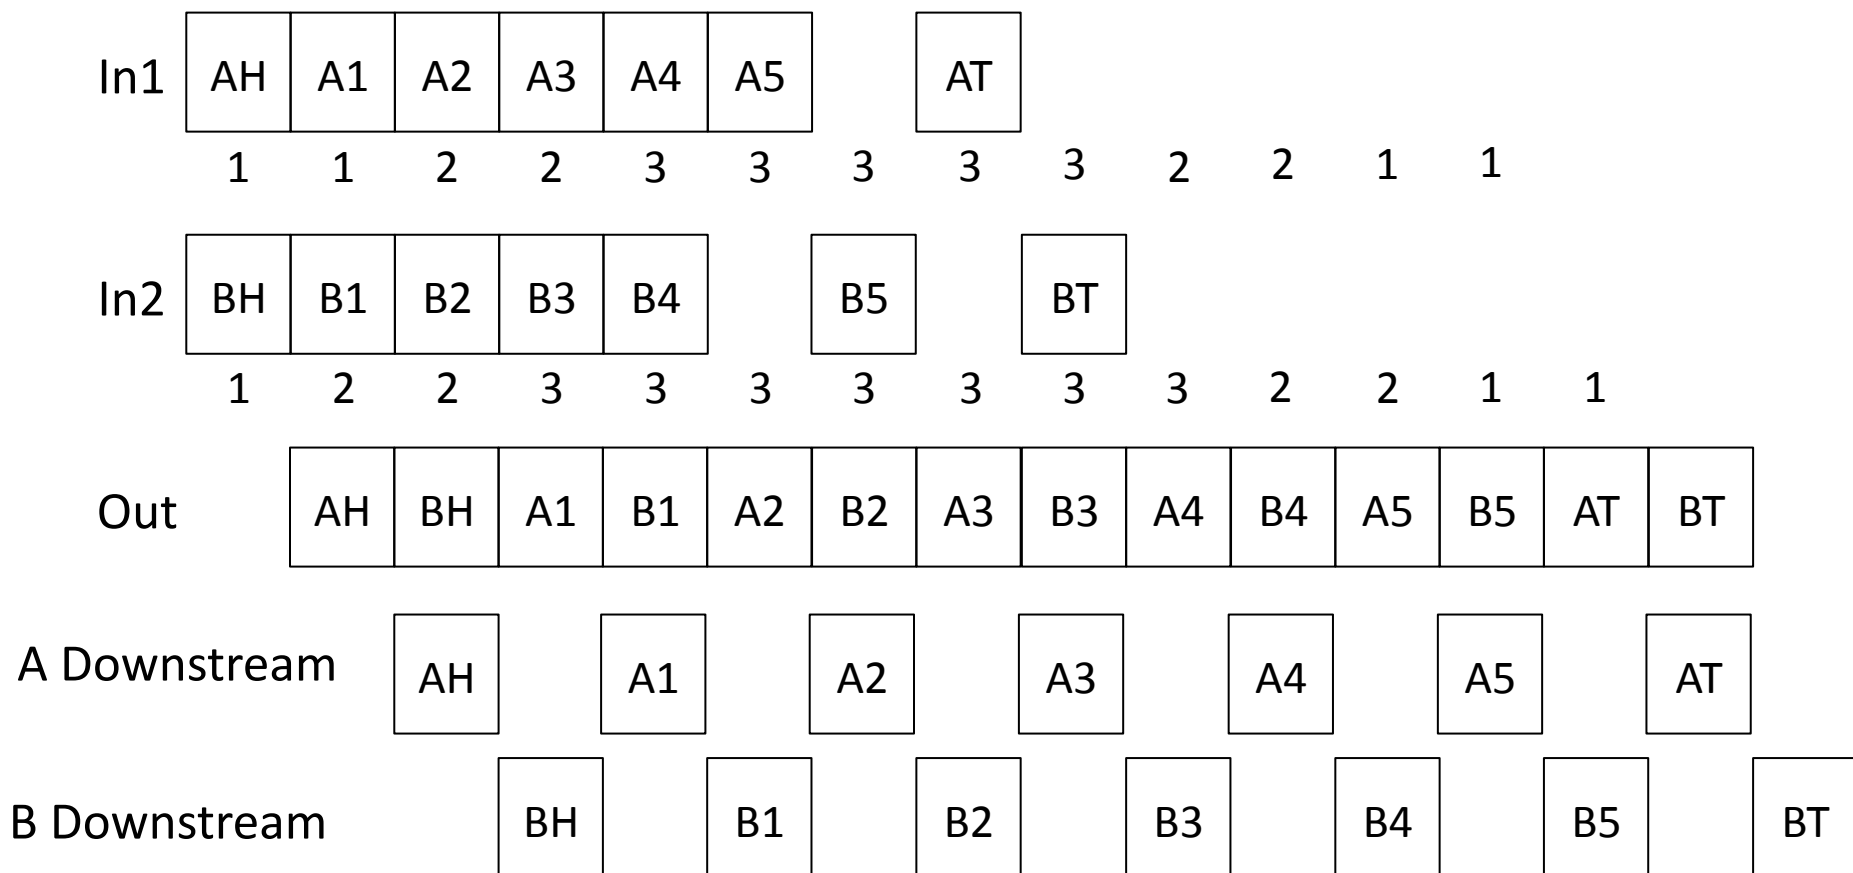 In1 AH A1 A2 A3 A4 A5 AT
1 1 2 2 3 3 3 3 3 2 2 1 1
In2 BH B1 B2 B3 B4 B5 BT
1 2 2 3 3 3 3 3 3 3 2 2 1 1
Out AH BH A1 B1 A2 B2 A3 B3 A4 B4 A5 B5 AT BT
A Downstream AH A1 A2 A3 A4 A5 AT
B Downstream BH B1 B2 B3 B4 B5 BT